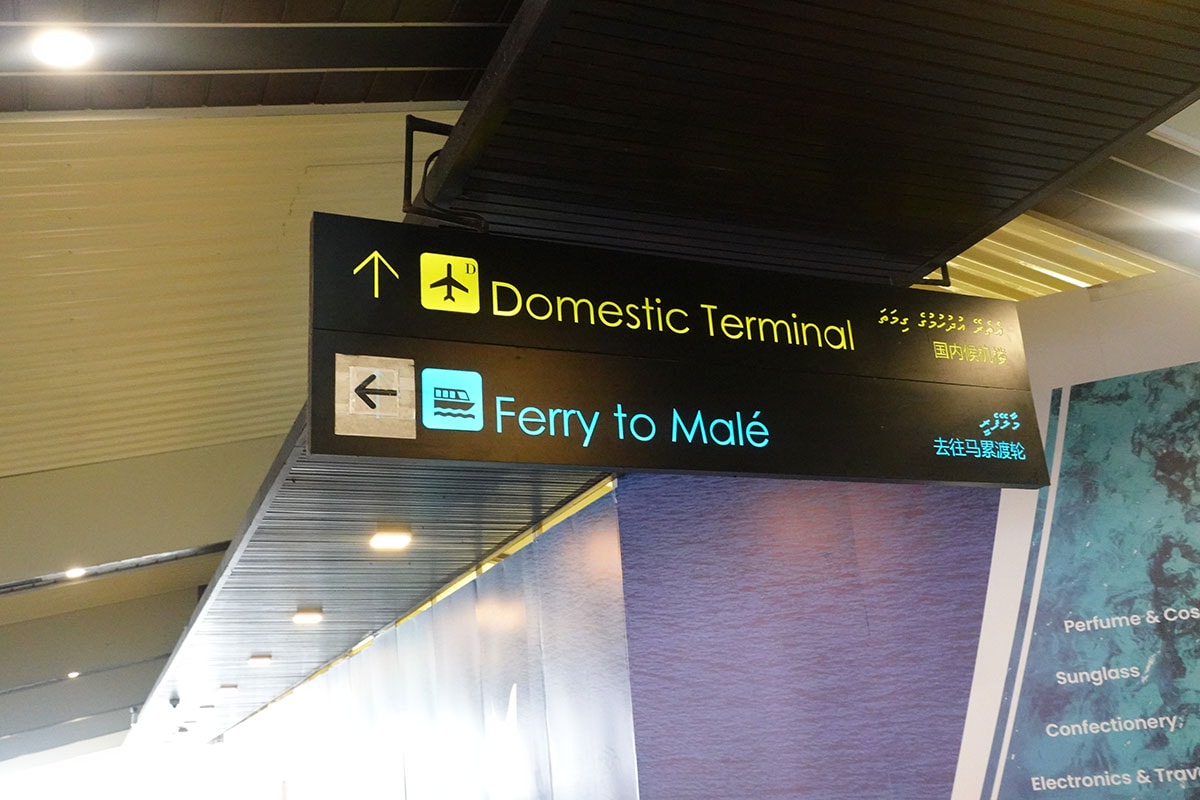 D
Domestic Terminal
އެތެރޭ އުދުހުމުގެ ގިމަތަ
国内候机楼
Ferry to Malé
މާލޭފެރީ
去往马累渡轮
Perfume & Cos
Sunglass
Confectionery
Electronics & Trave